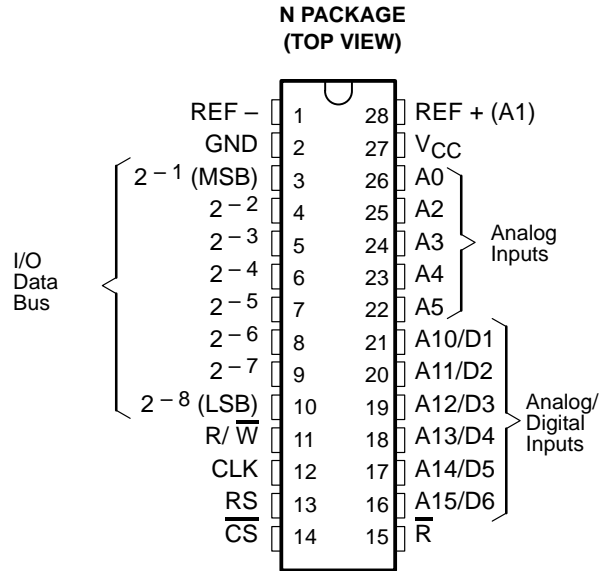 N PACKAGE
(TOP VIEW)
REF – 1 28 REF + (A1)
GND 2 27 VCC
2 – 1 (MSB) 3 26 A0
2 – 2 4 25 A2
2 – 3 5 24 A3
2 – 4 6 23 A4
2 – 5 7 22 A5
2 – 6 8 21 A10/D1
2 – 7 9 20 A11/D2
2 – 8 (LSB) 10 19 A12/D3
R/ W̅ 11 18 A13/D4
CLK 12 17 A14/D5
RS 13 16 A15/D6
C̅S̅ 14 15 R̅
I/O
Data
Bus
Analog
Inputs
Analog/
Digital
Inputs